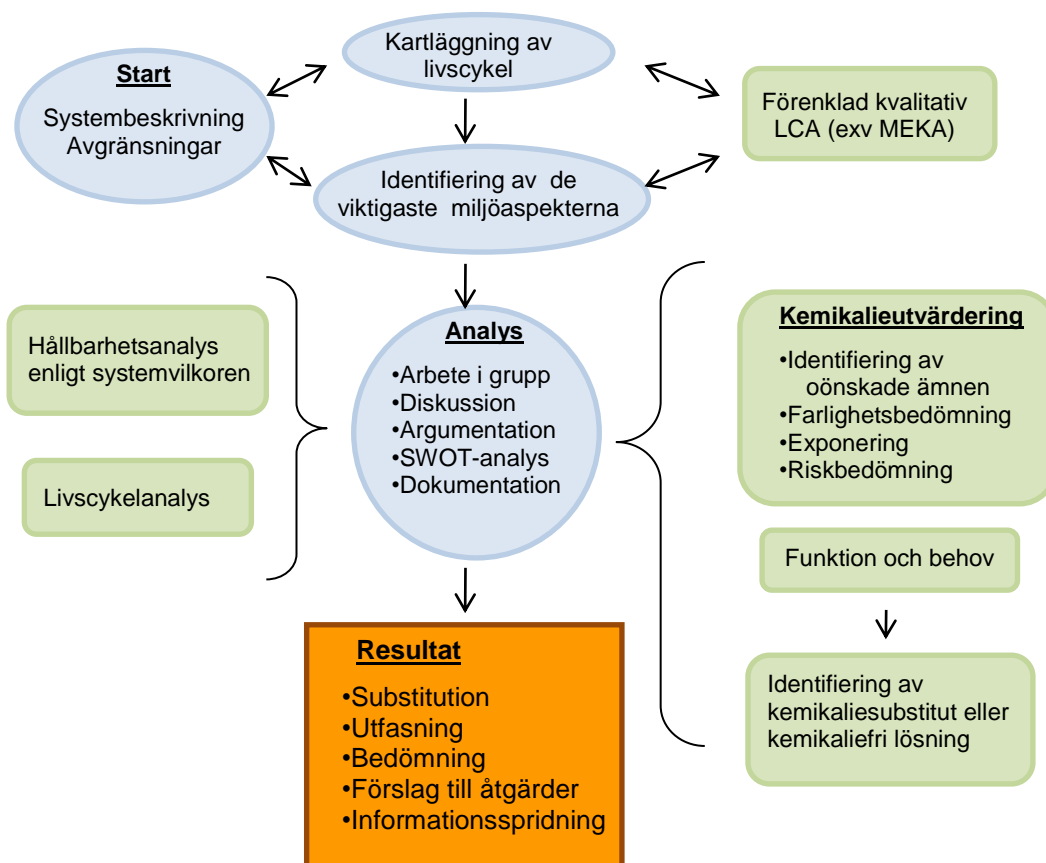 Start
Systembeskrivning
Avgränsningar
Kartläggning av
livscykel
Förenklad kvalitativ
LCA (exv MEKA)
Identifiering av de
viktigaste miljöaspekterna
Hållbarhetsanalys
enligt systemvilkoren
Livscykelanalys
Analys
•Arbete i grupp
•Diskussion
•Argumentation
•SWOT-analys
•Dokumentation
Kemikalieutvärdering
•Identifiering av
oönskade ämnen
•Farlighetsbedömning
•Exponering
•Riskbedömning
Funktion och behov
Identifiering av
kemikaliesubstitut eller
kemikaliefri lösning
Resultat
•Substitution
•Utfasning
•Bedömning
•Förslag till åtgärder
•Informationsspridning